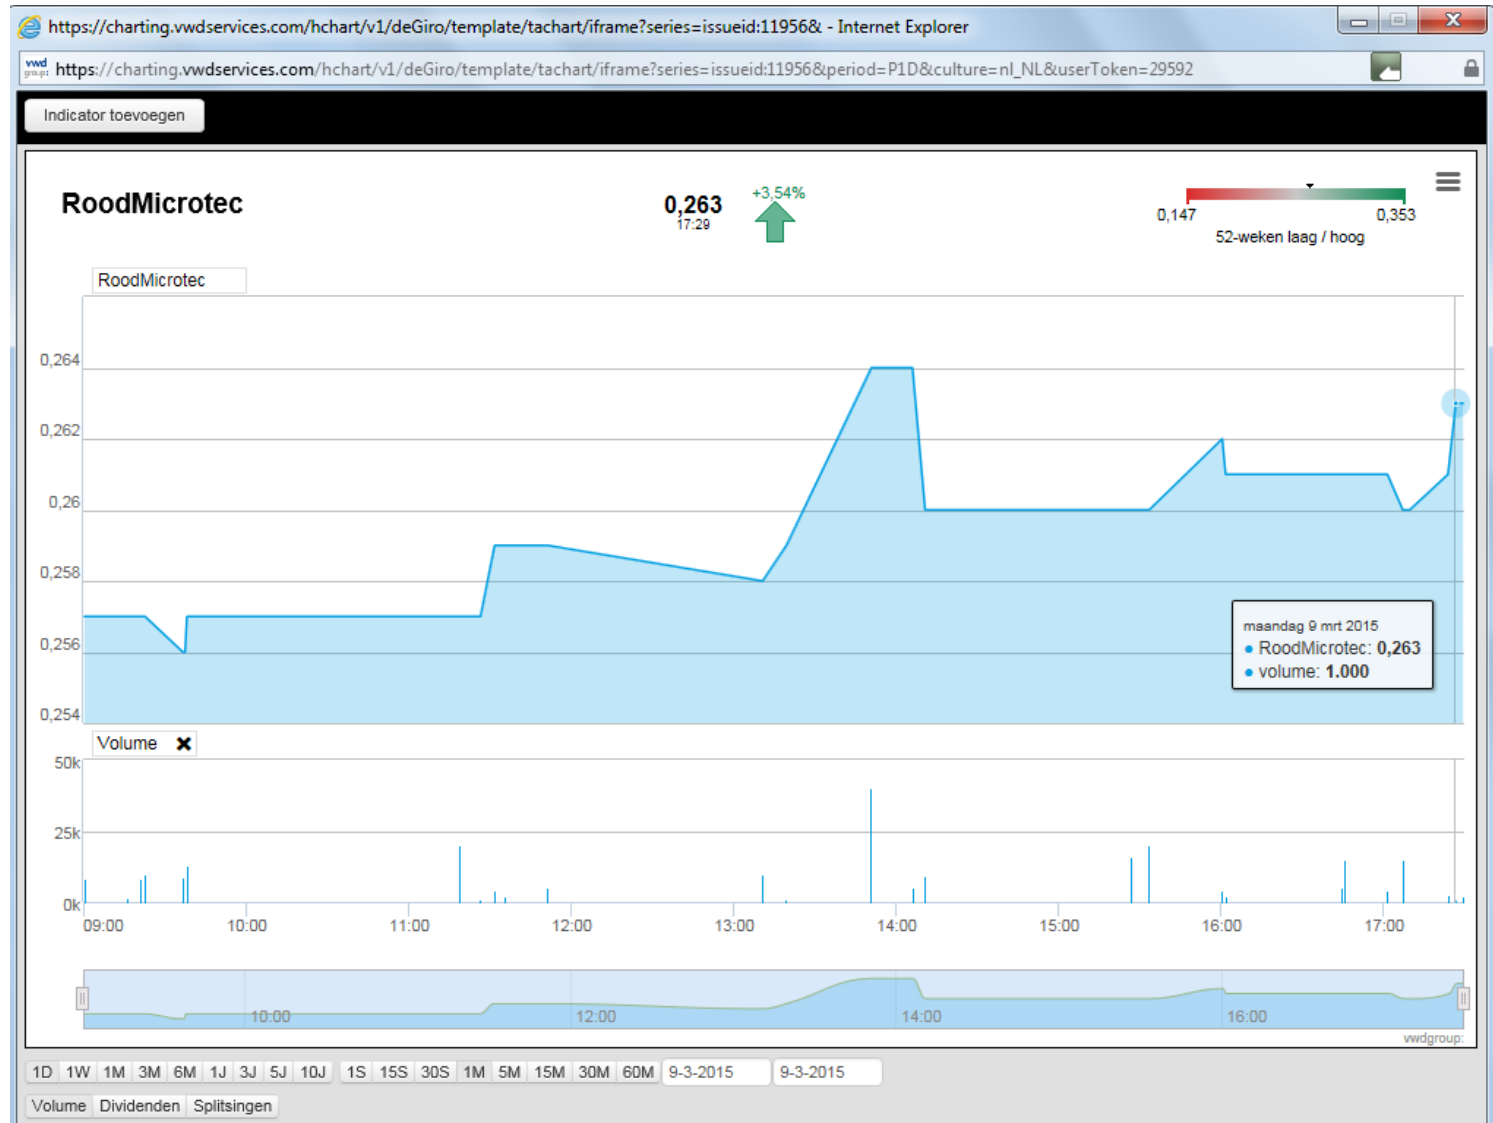 https://charting.vwdservices.com/hchart/v1/deGiro/template/tachart/iframe?series=issueid:11956& - Internet Explorer
vwd group: https://charting.vwdservices.com/hchart/v1/deGiro/template/tachart/iframe?series=issueid:11956&period=P1D&culture=nl_NL&userToken=29592
Indicator toevoegen
RoodMicrotec
0,263
17:29
+3,54%
0,147
0,353
52-weken laag / hoog
RoodMicrotec
0,264
0,262
0,26
0,258
0,256
0,254
maandag 9 mrt 2015
RoodMicrotec: 0,263
volume: 1.000
Volume
50k
25k
0k
09:00 10:00 11:00 12:00 13:00 14:00 15:00 16:00 17:00
10:00 12:00 14:00 16:00
vwdgroup:
1D 1W 1M 3M 6M 1J 3J 5J 10J 1S 15S 30S 1M 5M 15M 30M 60M 9-3-2015 9-3-2015
Volume Dividenden Splitsingen